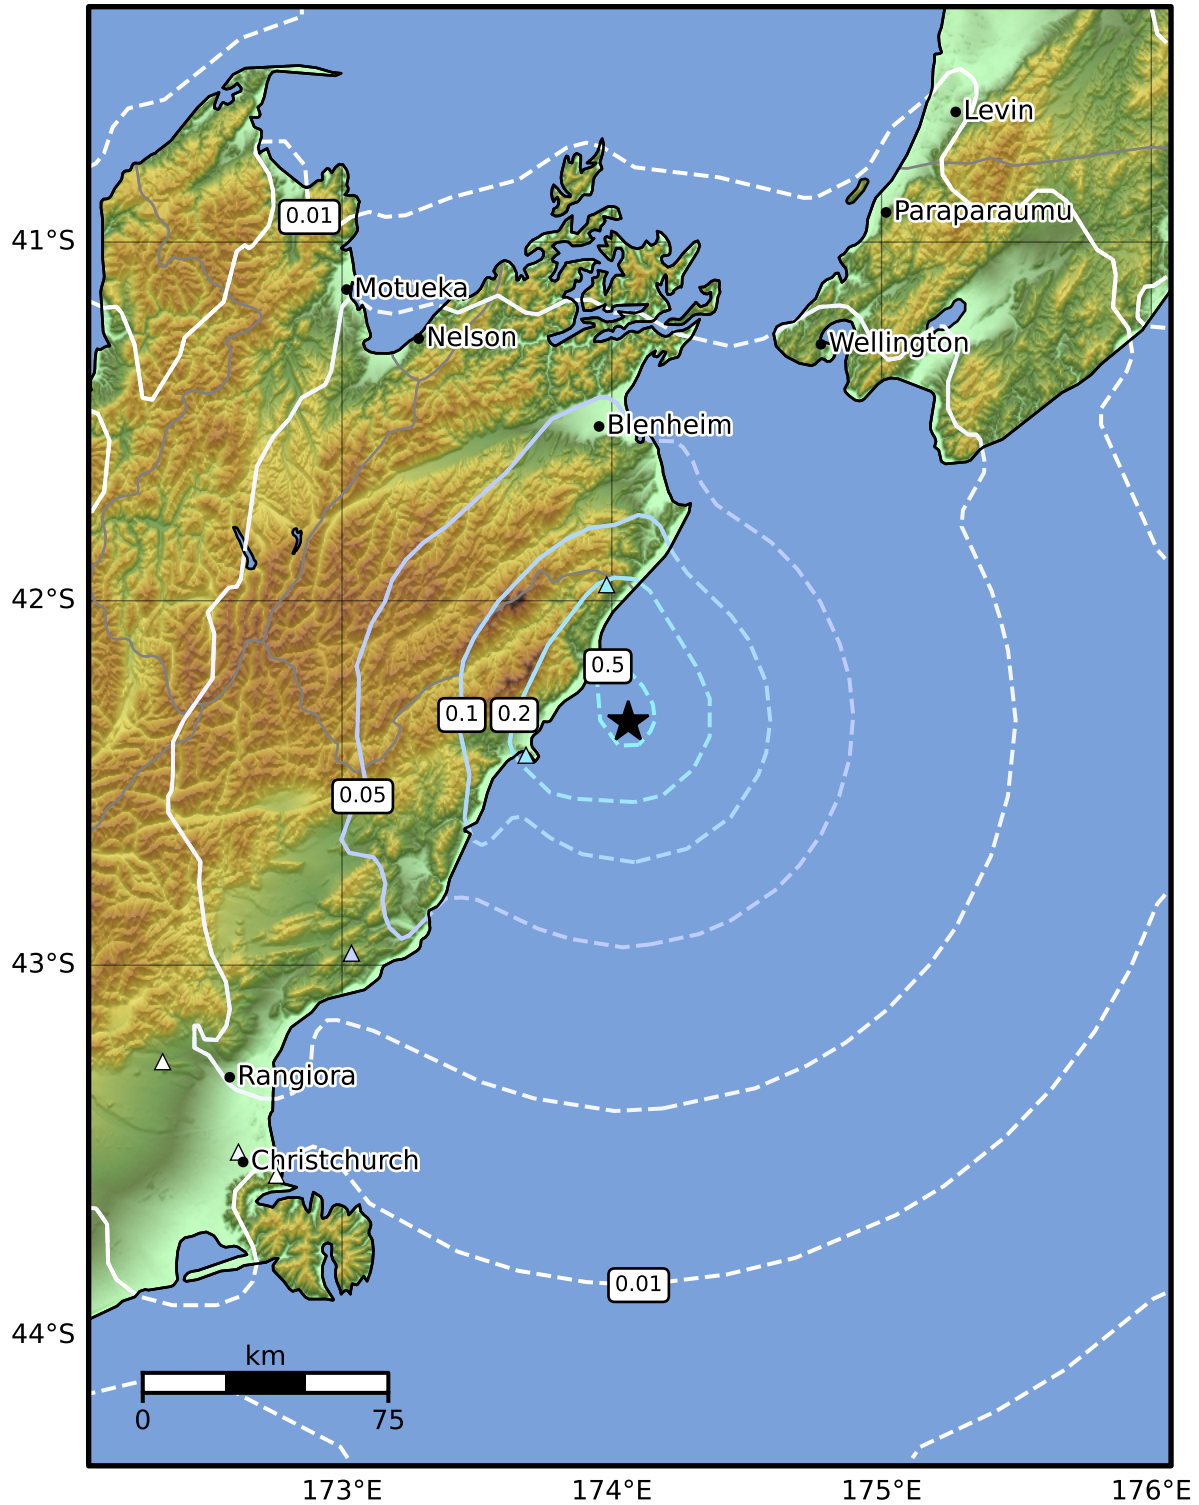 Levin
0.01
Paraparaumu
41°S
Motueka
Nelson
Wellington
Blenheim
42°S
0.5
0.1
0.2
0.05
43°S
Rangiora
Christchurch
0.01
44°S
km
0
75
173°E
174°E
175°E
176°E